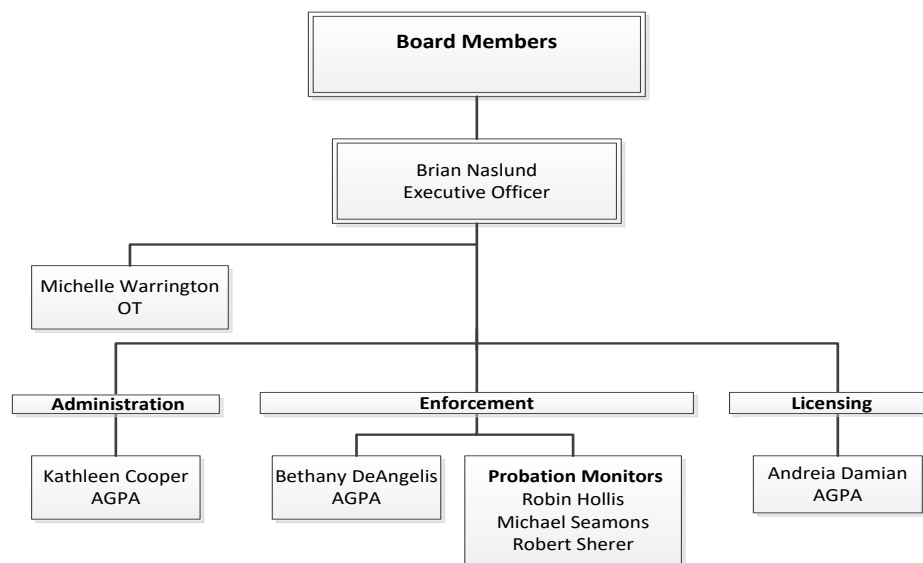 Board Members
Brian Naslund
Executive Officer
Michelle Warrington
OT
Administration
Enforcement
Licensing
Kathleen Cooper
AGPA
Bethany DeAngelis
AGPA
Probation Monitors
Robin Hollis
Michael Seamons
Robert Sherer
Andreia Damian
AGPA